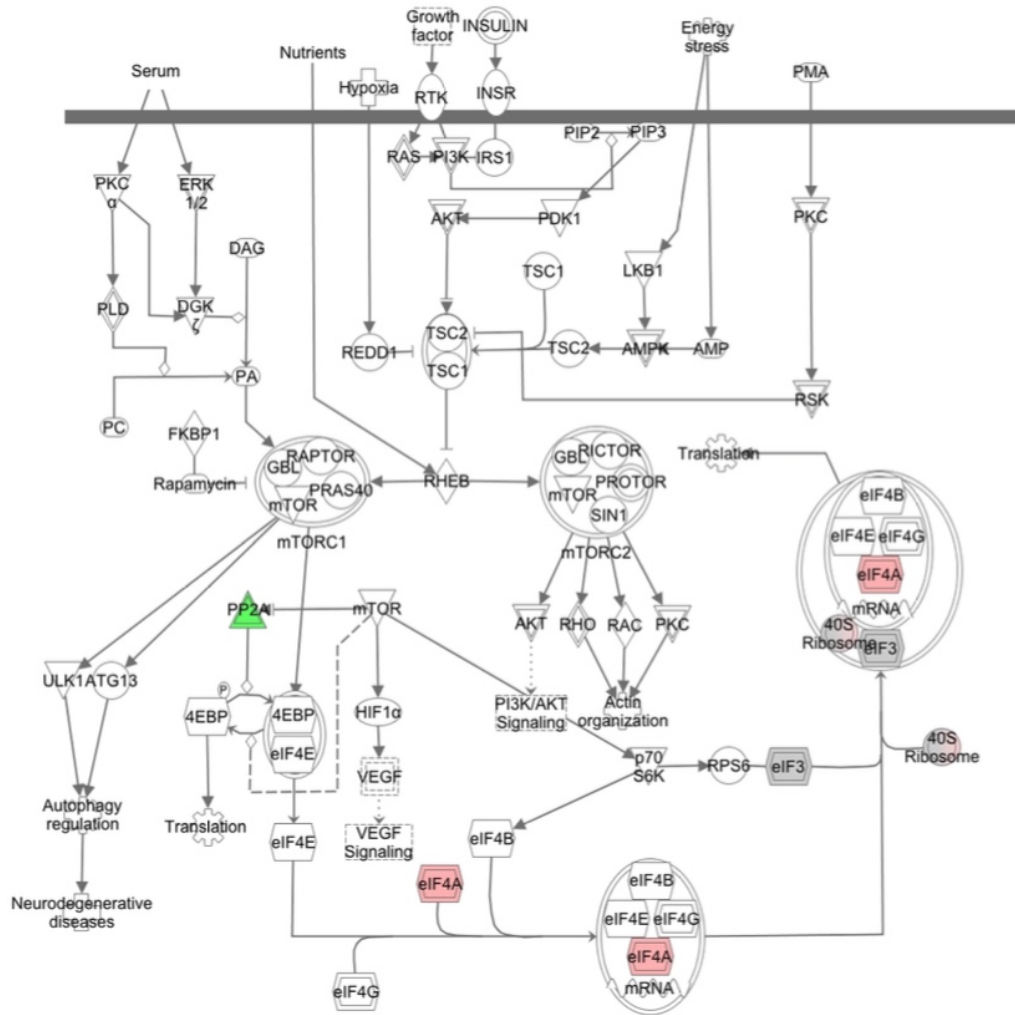 Growth
factor
INSULIN
Energy
stress
Nutrients
Serum
Hypoxia
PMA
RTK
INSR
PIP2
PIP3
RAS
PI3K
IRS1
PKC
α
ERK
1/2
AKT
PDK1
PKC
DAG
TSC1
LKB1
PLD
DGK
ζ
TSC2
REDD1
TSC2
AMPK
AMP
TSC1
PA
RSK
PC
FKBP1
RAPTOR
GBL
RICTOR
GBL
Translation
Rapamycin
PRAS40
mTOR
RHEB
PROTOR
mTOR
SIN1
eIF4B
eIF4E
eIF4G
mTORC1
mTORC2
eIF4A
PP2A
mTOR
mRNA
AKT
RHO
RAC
PKC
40S
Ribosome
eIF3
ULK1
ATG13
P
4EBP
4EBP
HIF1α
PI3K/AKT
Signaling
Actin
organization
eIF4E
40S
Ribosome
p70
S6K
RPS6
eIF3
VEGF
Autophagy
regulation
Translation
eIF4E
VEGF
Signaling
eIF4B
eIF4A
eIF4B
Neurodegenerative
diseases
eIF4E
eIF4G
eIF4A
eIF4G
mRNA